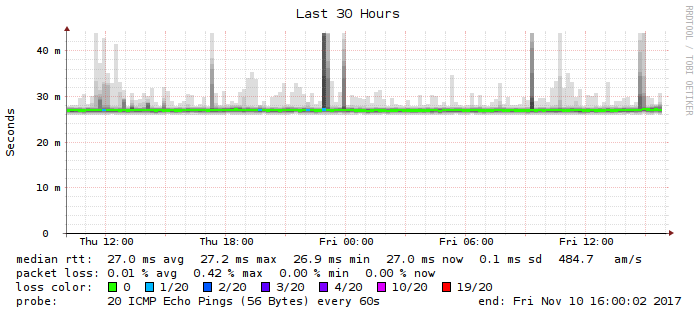 Last 30 Hours
RRDTOOL / TOBI OETIKER
Seconds
40 m
30 m
20 m
10 m
0
Thu 12:00 Thu 18:00 Fri 00:00 Fri 06:00 Fri 12:00
median rtt: 27.0 ms avg 27.2 ms max 26.9 ms min 27.0 ms now 0.1 ms sd 484.7 am/s
packet loss: 0.01 % avg 0.42 % max 0.00 % min 0.00 % now
loss color: 0 1/20 2/20 3/20 4/20 10/20 19/20
probe: 20 ICMP Echo Pings (56 Bytes) every 60s end: Fri Nov 10 16:00:02 2017